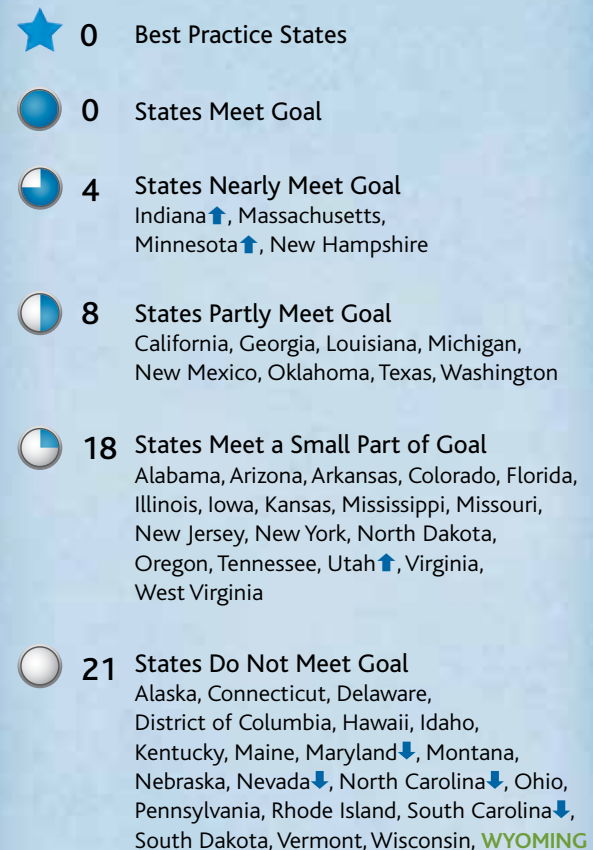 0 Best Practice States
0 States Meet Goal
4 States Nearly Meet Goal
Indiana⬆, Massachusetts,
Minnesota⬆, New Hampshire
8 States Partly Meet Goal
California, Georgia, Louisiana, Michigan,
New Mexico, Oklahoma, Texas, Washington
18 States Meet a Small Part of Goal
Alabama, Arizona, Arkansas, Colorado, Florida,
Illinois, Iowa, Kansas, Mississippi, Missouri,
New Jersey, New York, North Dakota,
Oregon, Tennessee, Utah⬆, Virginia,
West Virginia
21 States Do Not Meet Goal
Alaska, Connecticut, Delaware,
District of Columbia, Hawaii, Idaho,
Kentucky, Maine, Maryland⬇, Montana,
Nebraska, Nevada⬇, North Carolina⬇, Ohio,
Pennsylvania, Rhode Island, South Carolina⬇,
South Dakota, Vermont, Wisconsin, WYOMING